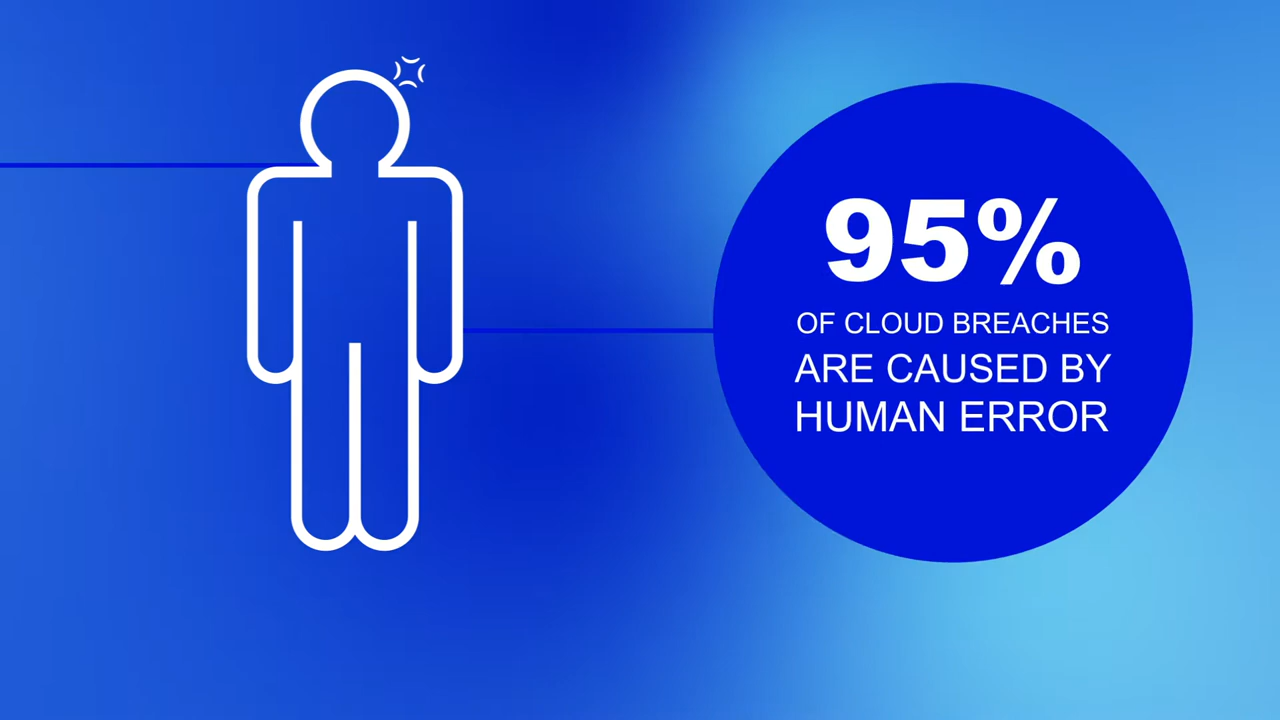 95%
OF CLOUD BREACHES
ARE CAUSED BY
HUMAN ERROR